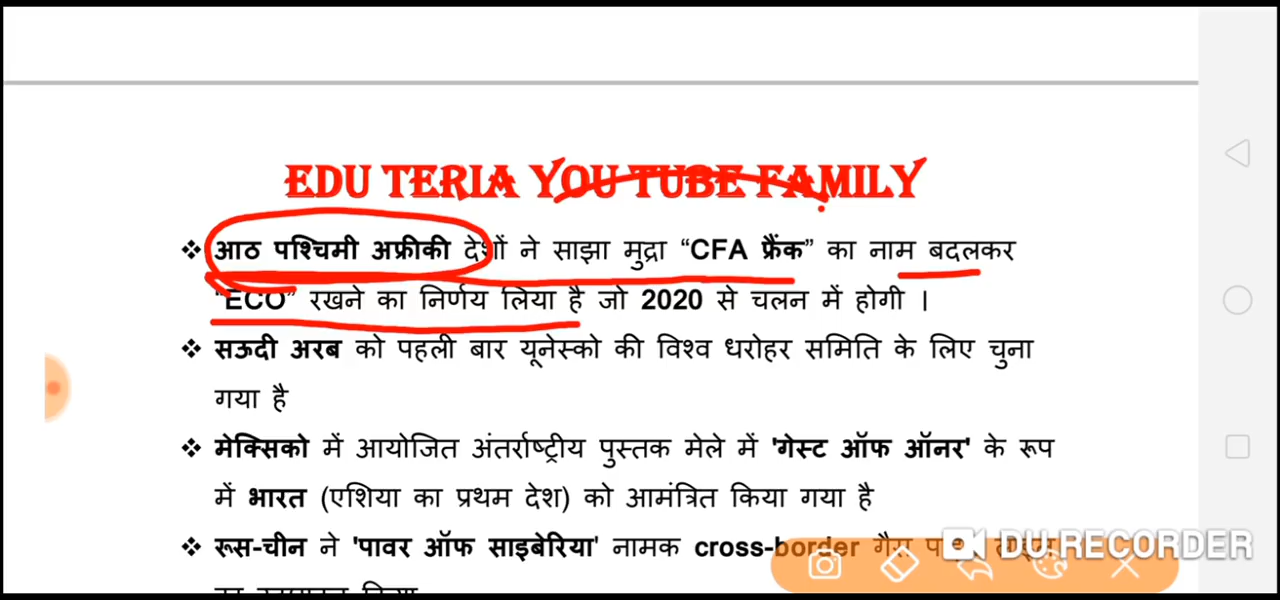 EDU TERIA YOU TUBE FAMILY
❖ आठ पश्चिमी अफ्रीकी देशों ने साझा मुद्रा “CFA फ्रैंक” का नाम बदलकर
“ECO” रखने का निर्णय लिया है जो 2020 से चलन में होगी ।
❖ सऊदी अरब को पहली बार यूनेस्को की विश्व धरोहर समिति के लिए चुना
गया है
❖ मेक्सिको में आयोजित अंतर्राष्ट्रीय पुस्तक मेले में 'गेस्ट ऑफ ऑनर' के रूप
में भारत (एशिया का प्रथम देश) को आमंत्रित किया गया है
❖ रूस-चीन ने 'पावर ऑफ साइबेरिया' नामक cross-border गैस
DU RECORDER